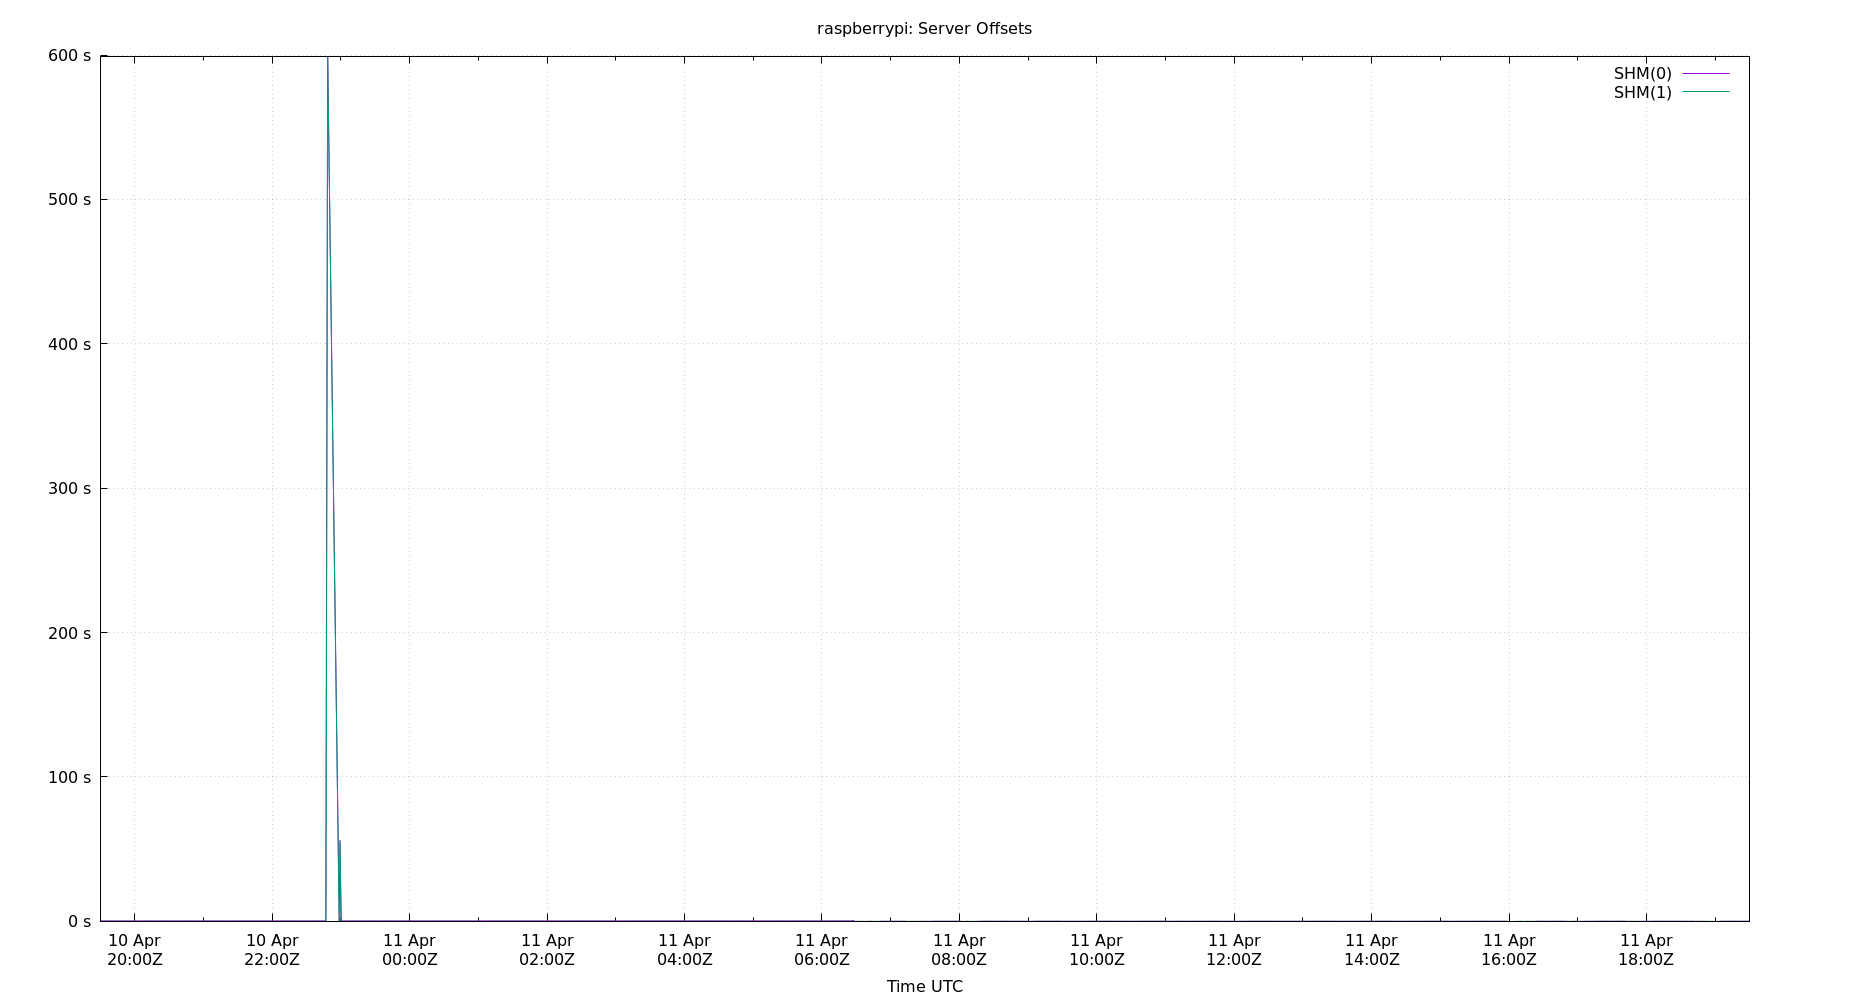 raspberrypi: Server Offsets
SHM(0)
SHM(1)
600 s
500 s
400 s
300 s
200 s
100 s
0 s
10 Apr 10 Apr 11 Apr 11 Apr 11 Apr 11 Apr 11 Apr 11 Apr 11 Apr 11 Apr 11 Apr 11 Apr
20:00Z 22:00Z 00:00Z 02:00Z 04:00Z 06:00Z 08:00Z 10:00Z 12:00Z 14:00Z 16:00Z 18:00Z
Time UTC